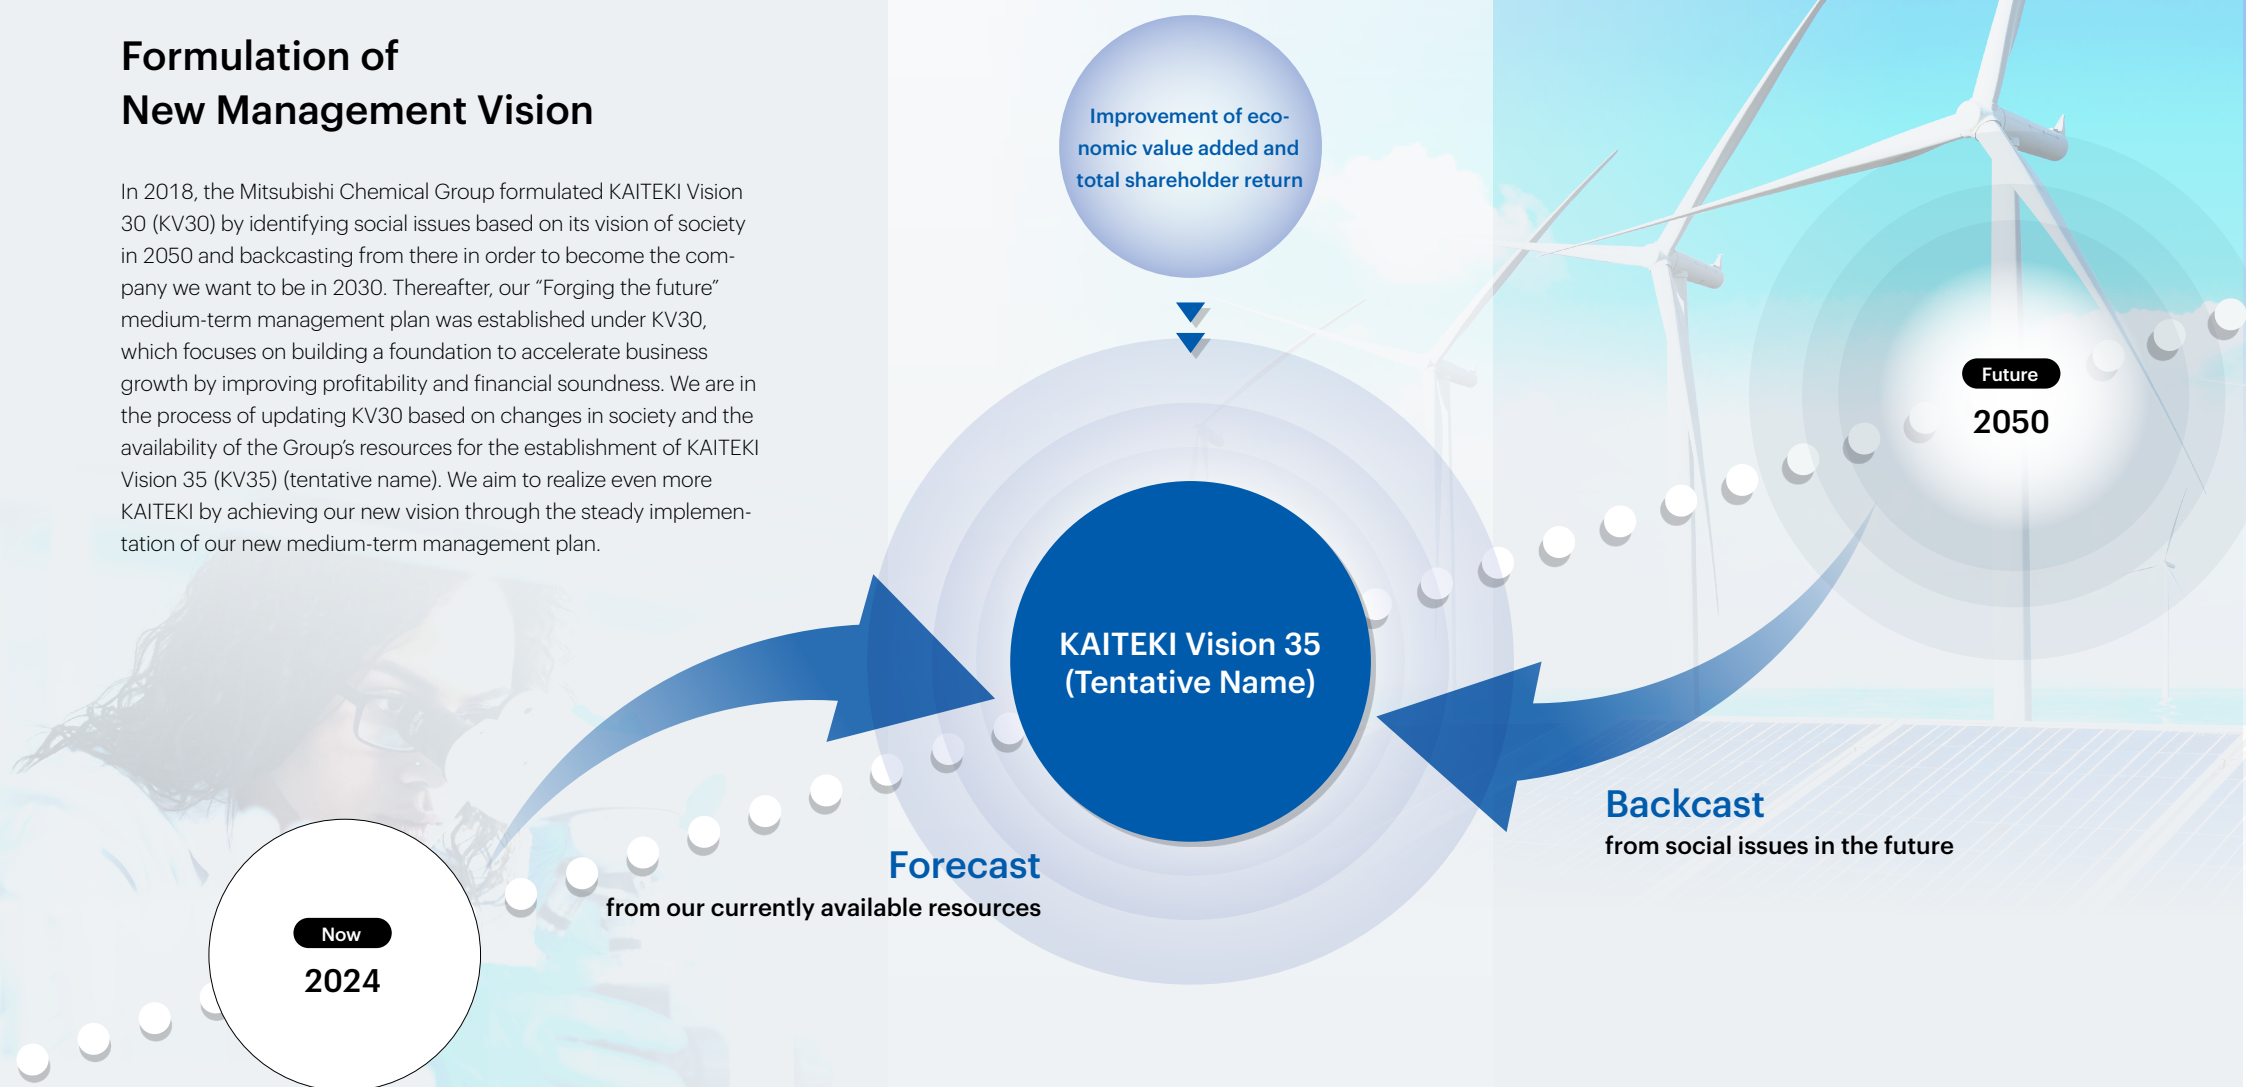 Formulation of
New Management Vision
In 2018, the Mitsubishi Chemical Group formulated KAITEKI Vision
30 (KV30) by identifying social issues based on its vision of society
in 2050 and backcasting from there in order to become the com-
pany we want to be in 2030. Thereafter, our “Forging the future”
medium-term management plan was established under KV30,
which focuses on building a foundation to accelerate business
growth by improving profitability and financial soundness. We are in
the process of updating KV30 based on changes in society and the
availability of the Group’s resources for the establishment of KAITEKI
Vision 35 (KV35) (tentative name). We aim to realize even more
KAITEKI by achieving our new vision through the steady implemen-
tation of our new medium-term management plan.
Improvement of eco-
nomic value added and
total shareholder return
Future
2050
KAITEKI Vision 35
(Tentative Name)
Backcast
from social issues in the future
Forecast
from our currently available resources
Now
2024